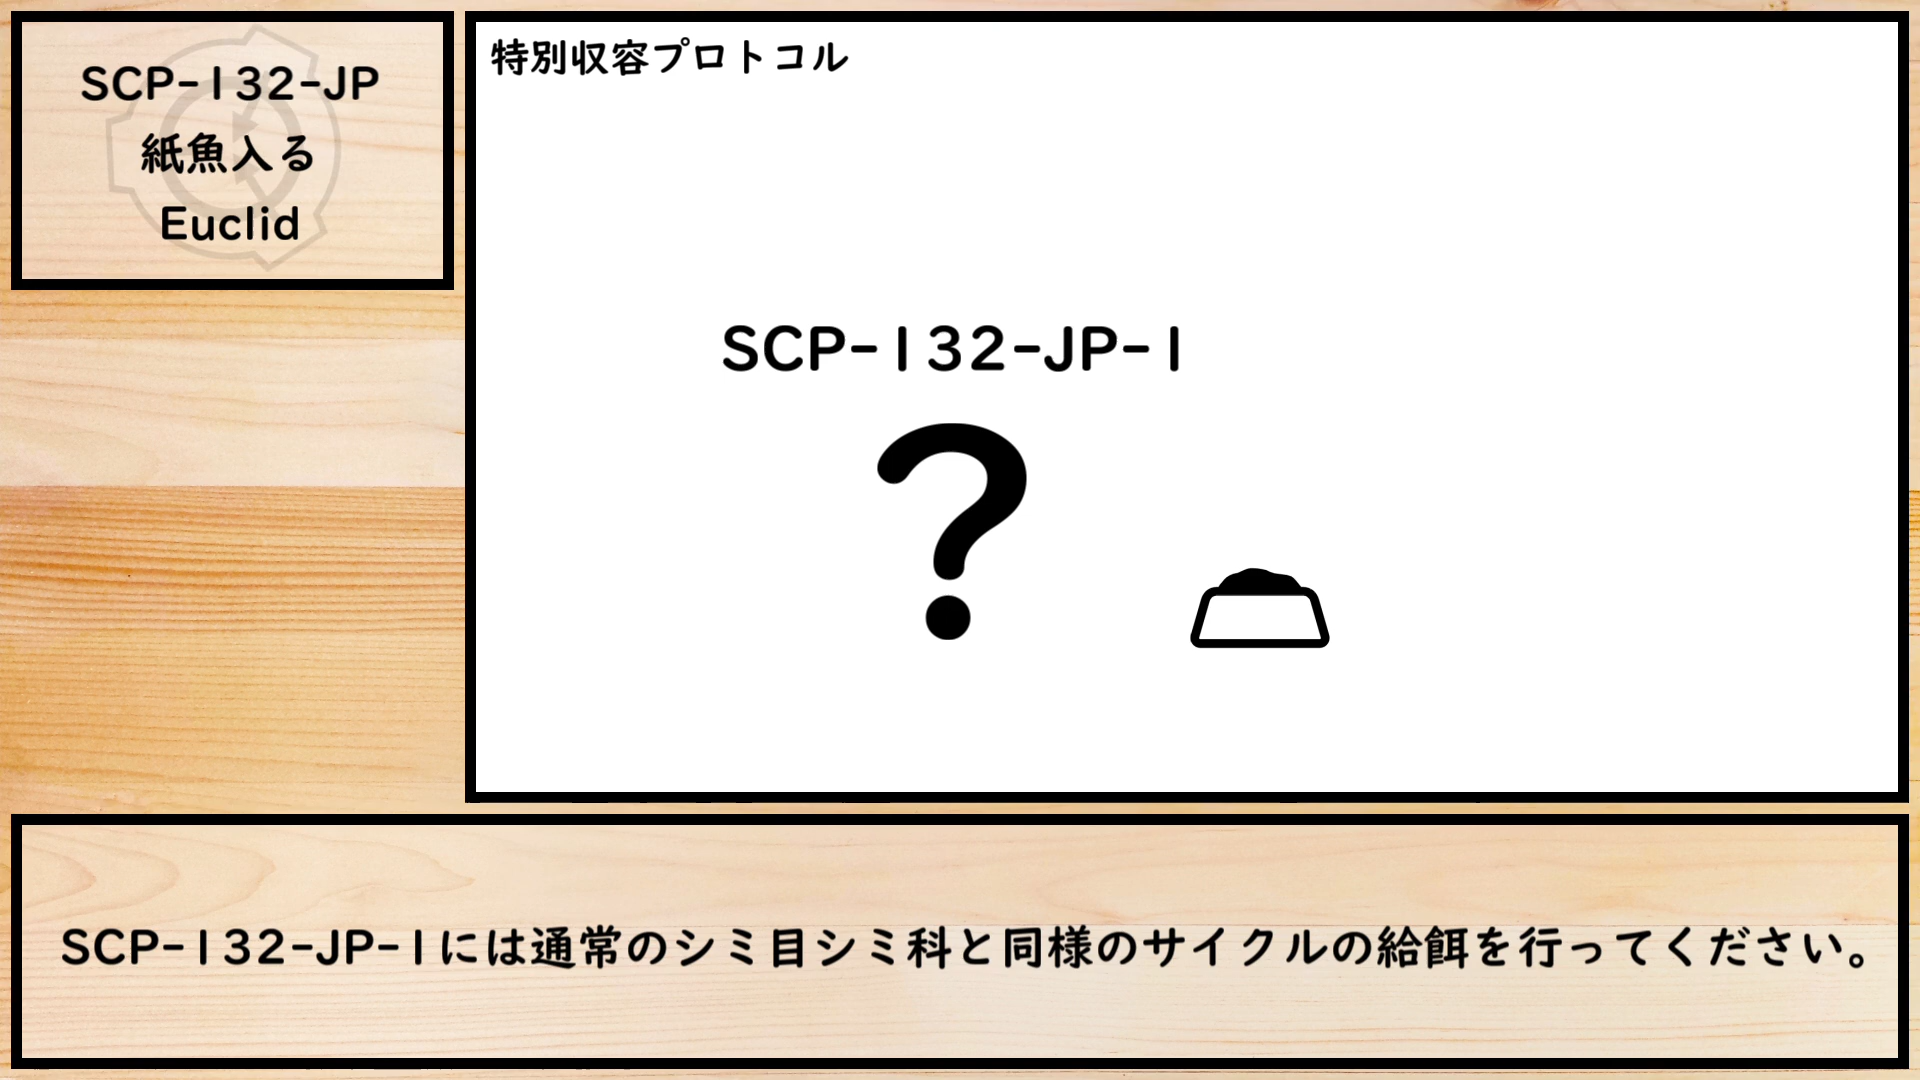 SCP-132-JP
紙魚入る
Euclid
特別収容プロトコル
SCP-132-JP-1
?
SCP-132-JP-1には通常のシミ目シミ科と同様のサイクルの給餌を行ってください。